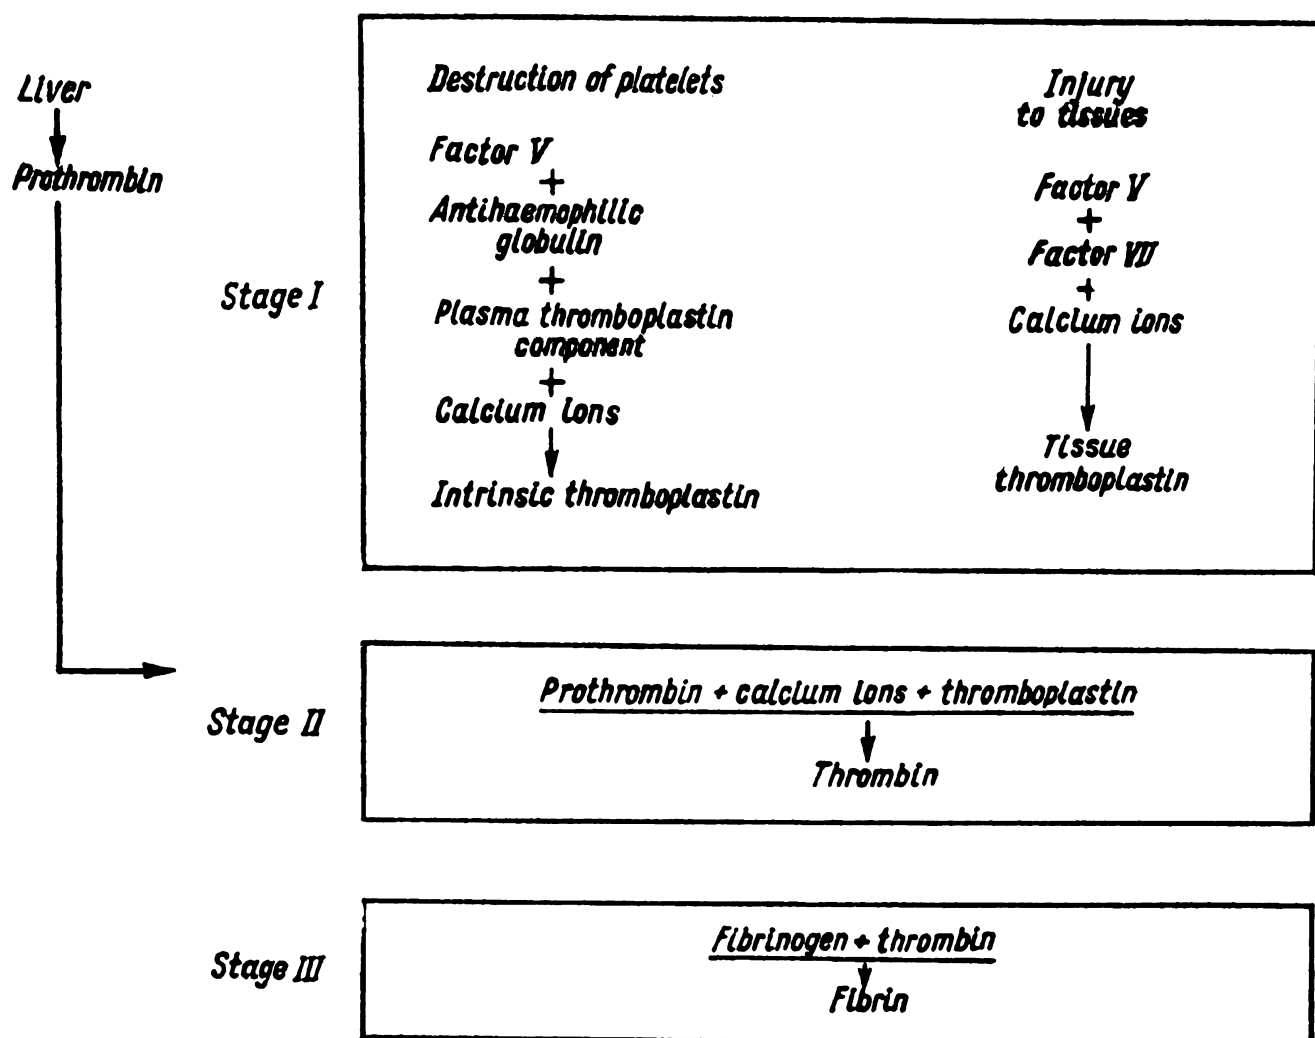 Liver
Prothrombin
Stage I
Destruction of platelets
Factor V
+
Antihaemophilic
globulin
+
Plasma thromboplastin
component
+
Calcium ions
Intrinsic thromboplastin
Injury
to tissues
Factor V
+
Factor VII
+
Calcium ions
Tissue
thromboplastin
Stage II
Prothrombin + calcium ions + thromboplastin
Thrombin
Stage III
Fibrinogen + thrombin
Fibrin